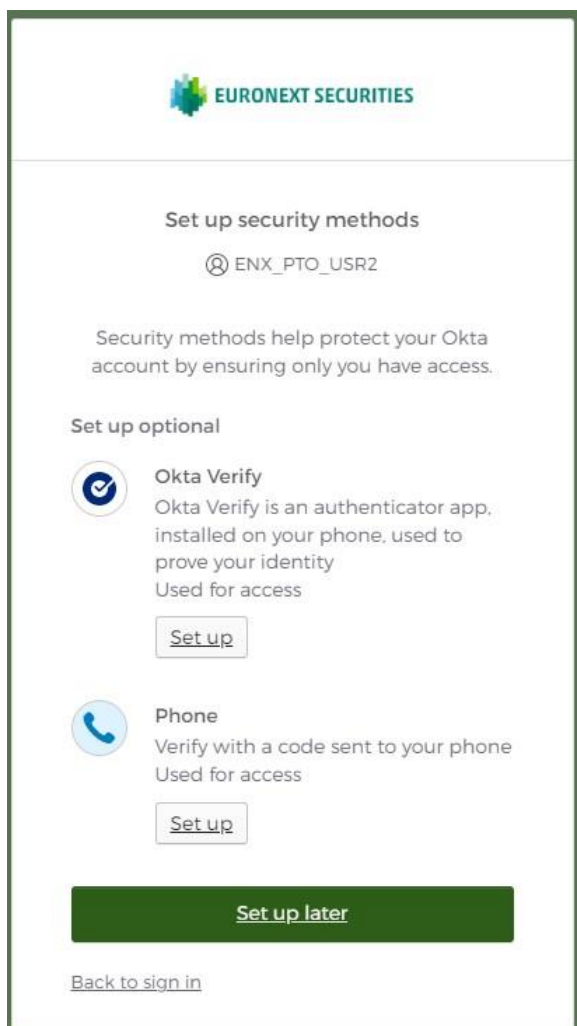 EURONEXT SECURITIES
Set up security methods
ENX_PTO_USR2
Security methods help protect your Okta
account by ensuring only you have access.
Set up optional
Okta Verify
Okta Verify is an authenticator app,
installed on your phone, used to
prove your identity
Used for access
Set up
Phone
Verify with a code sent to your phone
Used for access
Set up
Set up later
Back to sign in